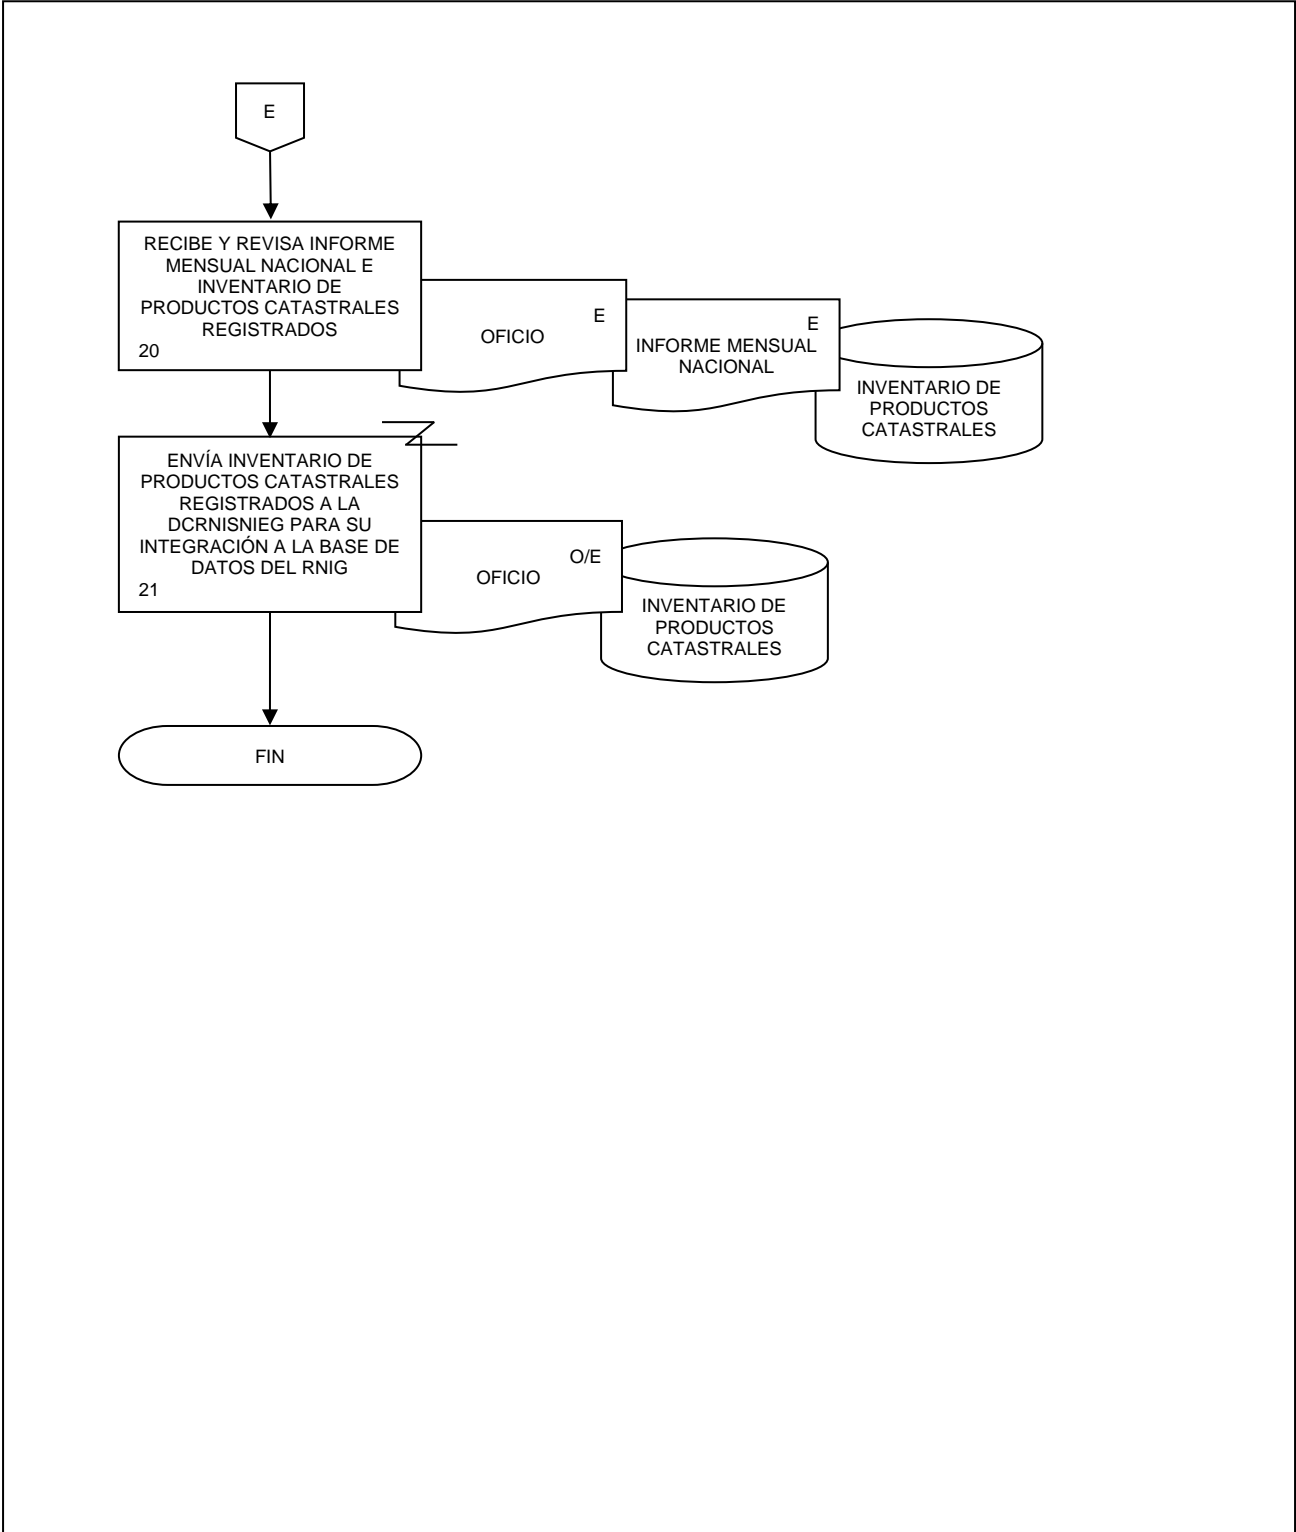 E
RECIBE Y REVISA INFORME
MENSUAL NACIONAL E
INVENTARIO DE
PRODUCTOS CATASTRALES
REGISTRADOS
20
OFICIO
E
E
INFORME MENSUAL
NACIONAL
INVENTARIO DE
PRODUCTOS
CATASTRALES
ENVÍA INVENTARIO DE
PRODUCTOS CATASTRALES
REGISTRADOS A LA
DCRNISNIEG PARA SU
INTEGRACIÓN A LA BASE DE
DATOS DEL RNIG
21
OFICIO
O/E
INVENTARIO DE
PRODUCTOS
CATASTRALES
FIN